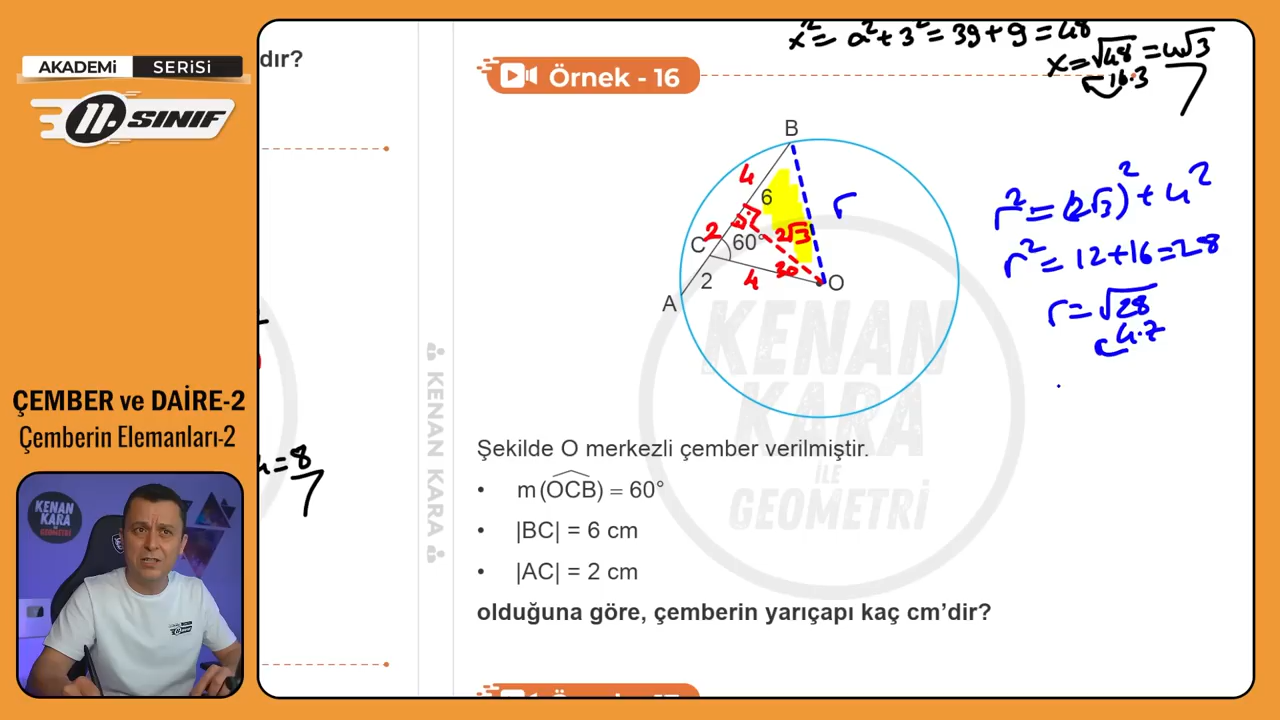 AKADEMİ SERİSİ
11. SINIF
ÇEMBER ve DAİRE-2
Çemberin Elemanları-2
KENAN KARA İLE GEOMETRİ
11. SINIF
dır?
=8
KENAN KARA
x² = a² + 3² = 39 + 9 = 48
x = √48 = 4√3
16·3
Örnek - 16
B
4
6
r
2
C
60°
2√3
30
4
2
O
A
r² = (2√3)² + 4²
r² = 12 + 16 = 28
r = √28
4·7
KENAN
KARA
İLE
GEOMETRİ
Şekilde O merkezli çember verilmiştir.
• m(OCB) = 60°
• |BC| = 6 cm
• |AC| = 2 cm
olduğuna göre, çemberin yarıçapı kaç cm'dir?